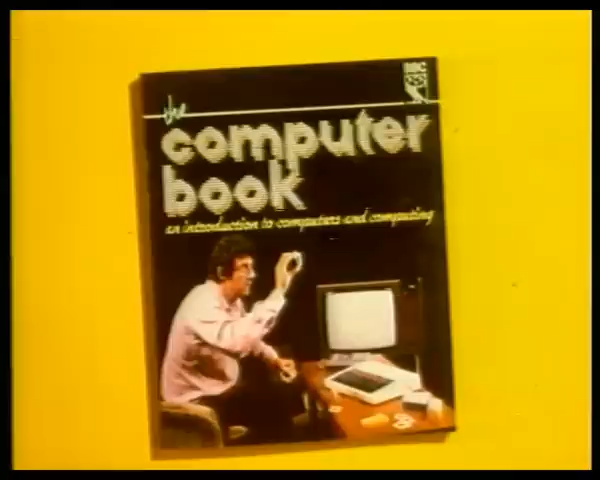 BBC
the
computer
book
an introduction to computers and computing